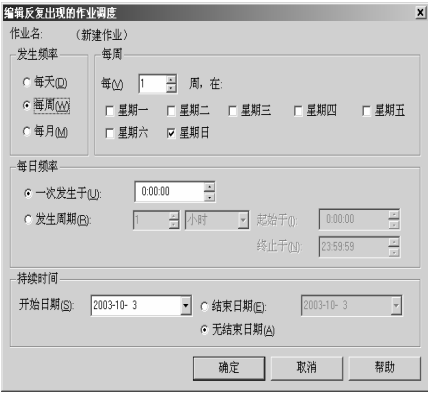 编辑反复出现的作业调度
作业名: （新建作业）
发生频率 每周
每天(D)
每周(W)
每月(M)
每(V) 1 周, 在:
星期一 星期二 星期三 星期四 星期五
星期六 星期日
每日频率
一次发生于(U): 0:00:00
发生周期(R): 1 小时 起始于(I): 0:00:00
终止于(N): 23:59:59
持续时间
开始日期(S): 2003-10- 3 结束日期(E): 2003-10- 3
无结束日期(A)
确定 取消 帮助